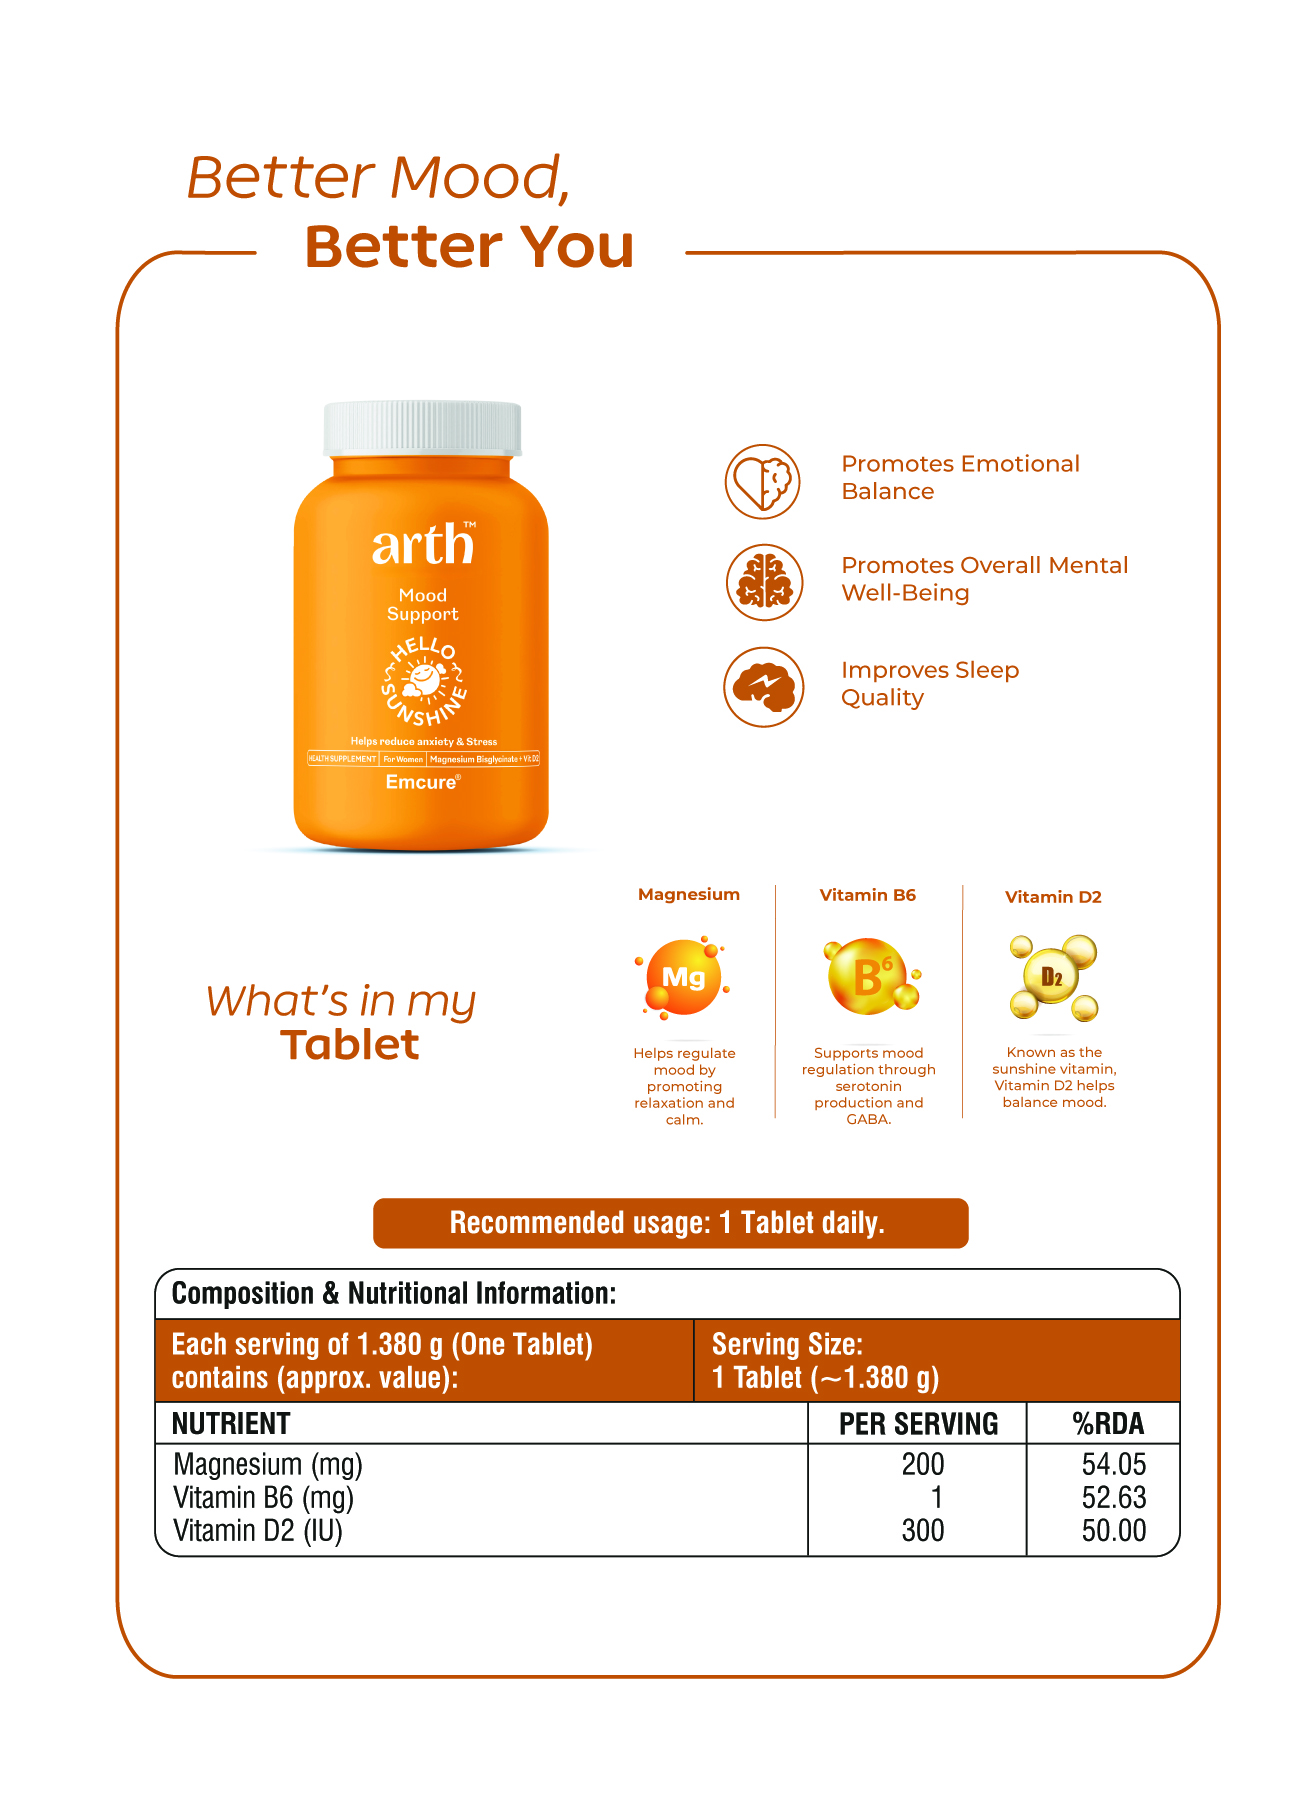 Better Mood,
Better You
arth™
Mood
Support
HELLO
SUNSHINE
Helps reduce anxiety & Stress
HEALTH SUPPLEMENT | For Women | Magnesium Bisglycinate + Vit D2
Emcure®
Promotes Emotional
Balance
Promotes Overall Mental
Well-Being
Improves Sleep
Quality
What's in my
Tablet
Magnesium
Mg
Helps regulate
mood by
promoting
relaxation and
calm.
Vitamin B6
B6
Supports mood
regulation through
serotonin
production and
GABA.
Vitamin D2
D2
Known as the
sunshine vitamin,
Vitamin D2 helps
balance mood.
Recommended usage: 1 Tablet daily.
Composition & Nutritional Information:
Each serving of 1.380 g (One Tablet)
contains (approx. value):
Serving Size:
1 Tablet (~1.380 g)
NUTRIENT PER SERVING %RDA
Magnesium (mg) 200 54.05
Vitamin B6 (mg) 1 52.63
Vitamin D2 (IU) 300 50.00